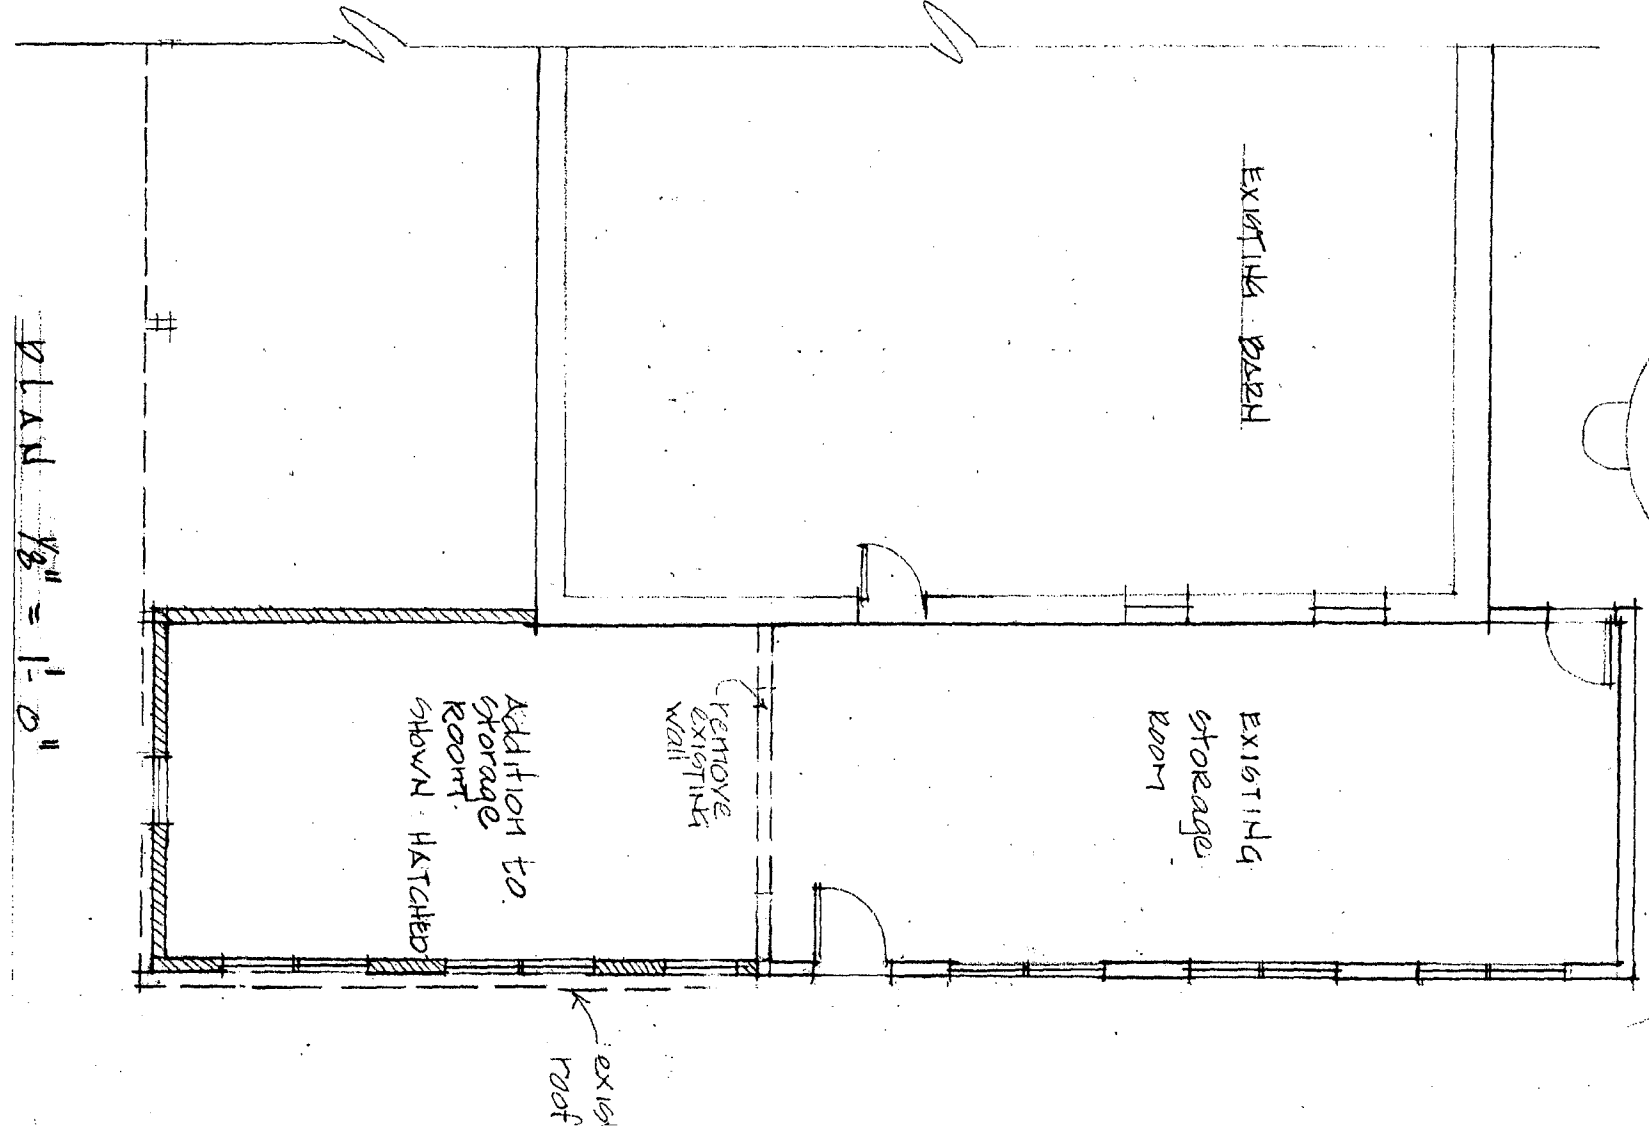 EXISTING BARN
EXISTING
STORAGE
ROOM
remove
EXISTING
wall
Addition to
Storage
ROOM.
SHOWN HATCHED
exis
roof
PLAN 1/8" = 1'-0"